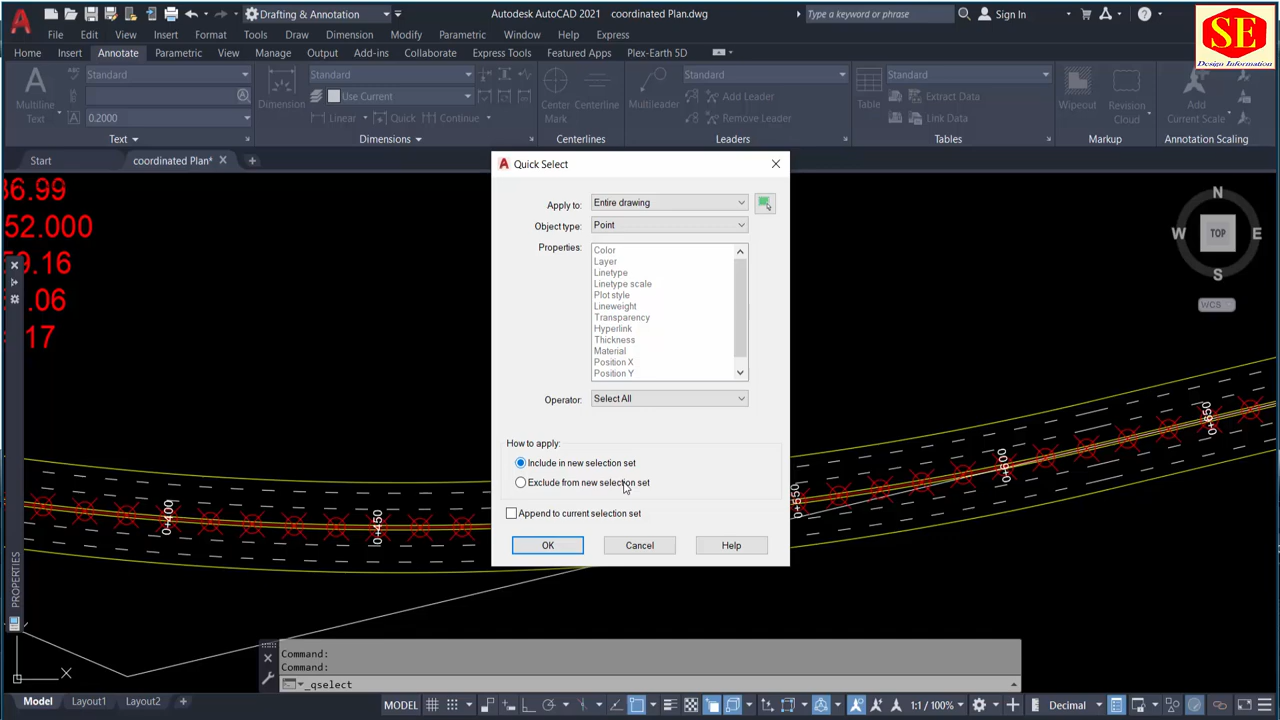 Drafting & Annotation
Autodesk AutoCAD 2021 coordinated Plan.dwg
Type a keyword or phrase
Sign In
SE
Design Information
File Edit View Insert Format Tools Draw Dimension Modify Parametric Window Help Express
Home Insert Annotate Parametric View Manage Output Add-ins Collaborate Express Tools Featured Apps Plex-Earth 5D
Standard
Standard
Standard
Standard
Multiline
Text
0.2000
Dimension
Use Current
Linear Quick Continue
Center
Mark
Centerline
Multileader
Add Leader
Remove Leader
Table
Extract Data
Link Data
Wipeout
Revision
Cloud
Add
Current Scale
Text
Dimensions
Centerlines
Leaders
Tables
Markup
Annotation Scaling
Start
coordinated Plan*
36.99
52.000
59.16
.06
17
Quick Select
Apply to: Entire drawing
Object type: Point
Properties:
Color
Layer
Linetype
Linetype scale
Plot style
Lineweight
Transparency
Hyperlink
Thickness
Material
Position X
Position Y
Operator: Select All
How to apply:
Include in new selection set
Exclude from new selection set
Append to current selection set
OK Cancel Help
N
W TOP E
S
WCS
0+400
0+450
0+600
0+650
PROPERTIES
Command:
Command:
_qselect
Model Layout1 Layout2
MODEL
1:1 / 100%
Decimal